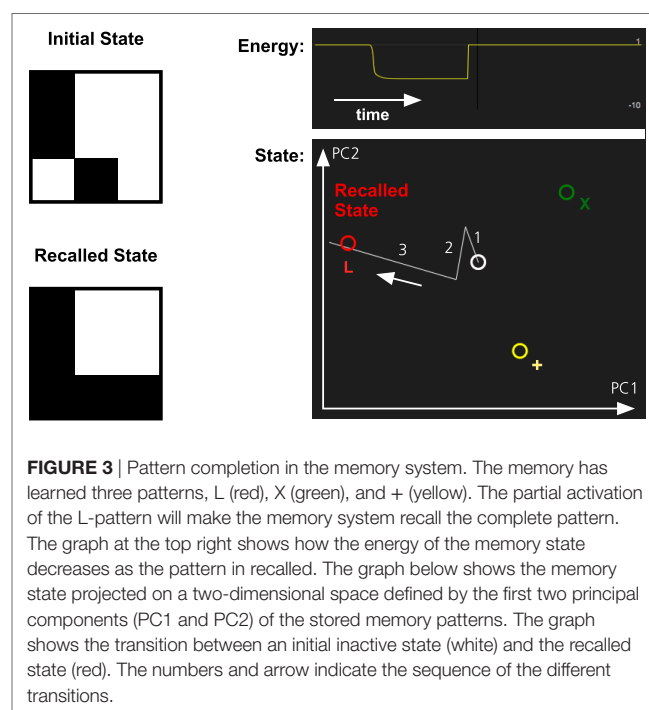 Initial State
Energy:
1
-10
time
State:
PC2
Recalled
State
X
1
2
3
L
+
PC1
Recalled State
FIGURE 3 | Pattern completion in the memory system. The memory has
learned three patterns, L (red), X (green), and + (yellow). The partial activation
of the L-pattern will make the memory system recall the complete pattern.
The graph at the top right shows how the energy of the memory state
decreases as the pattern in recalled. The graph below shows the memory
state projected on a two-dimensional space defined by the first two principal
components (PC1 and PC2) of the stored memory patterns. The graph
shows the transition between an initial inactive state (white) and the recalled
state (red). The numbers and arrow indicate the sequence of the different
transitions.